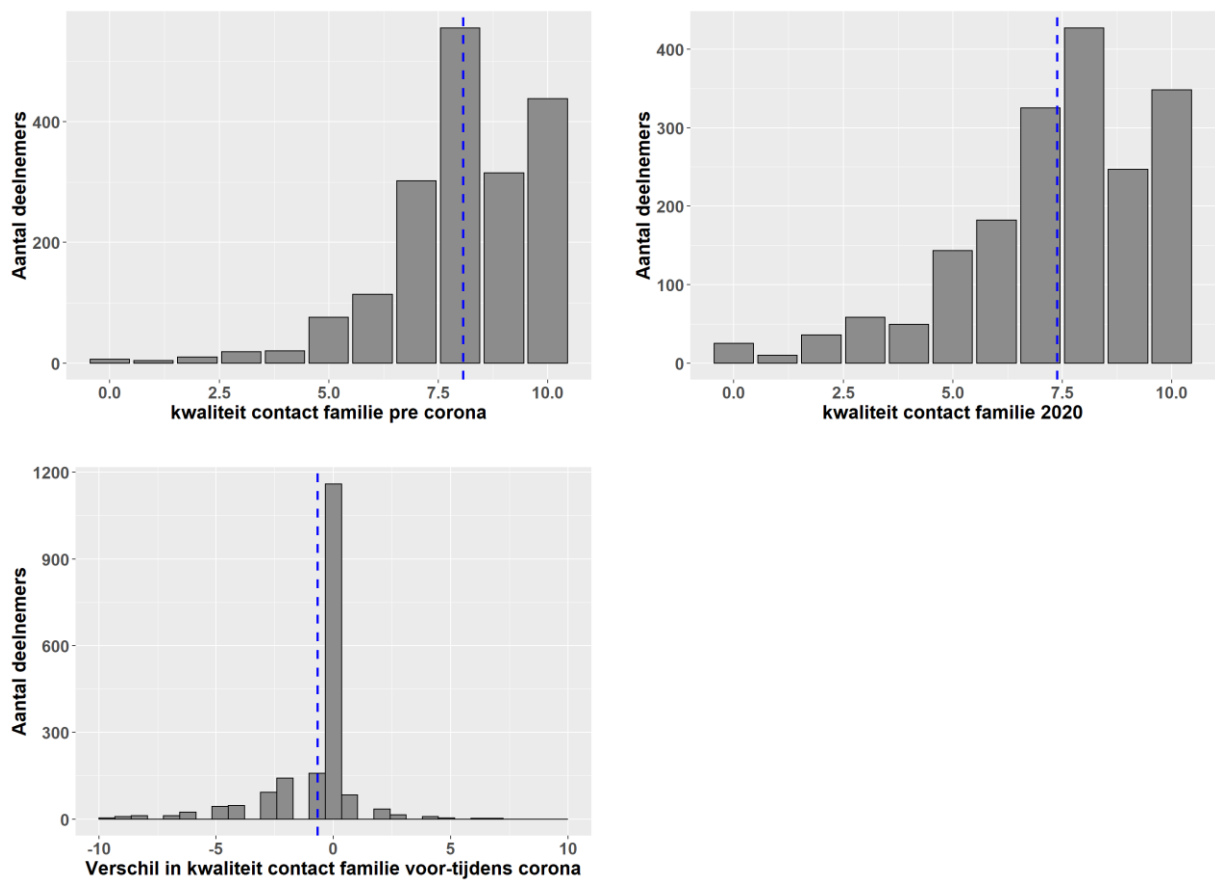 Aantal deelnemers
400
200
0
0.0 2.5 5.0 7.5 10.0
kwaliteit contact familie pre corona
Aantal deelnemers
400
300
200
100
0
0.0 2.5 5.0 7.5 10.0
kwaliteit contact familie 2020
Aantal deelnemers
1200
900
600
300
0
-10 -5 0 5 10
Verschil in kwaliteit contact familie voor-tijdens corona